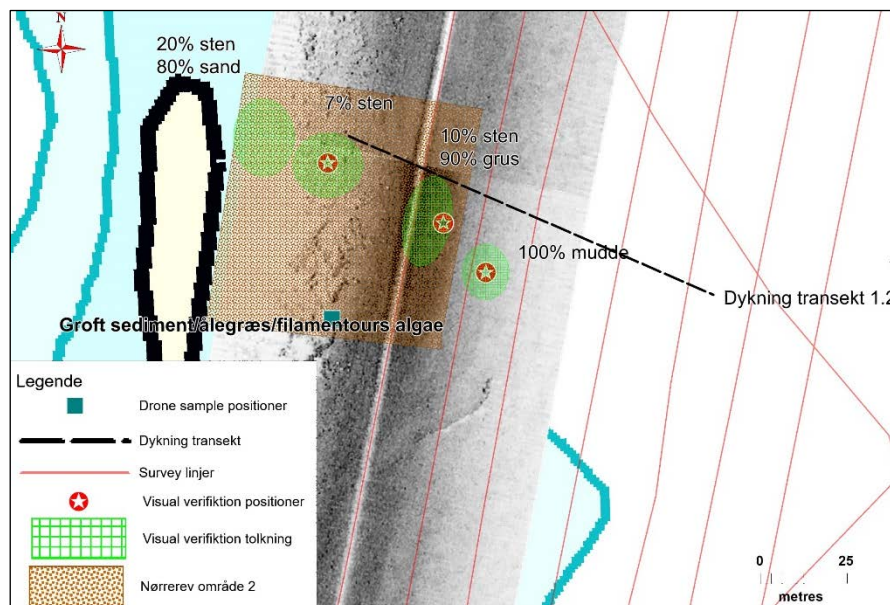 N
20% sten
80% sand
7% sten
10% sten
90% grus
100% mudde
Dykning transekt 1.2
Groft sediment/ålegræs/filamentours algae
Legende
Drone sample positioner
Dykning transekt
Survey linjer
Visual verifiktion positioner
Visual verifiktion tolkning
Nørrerev område 2
0 25
metres